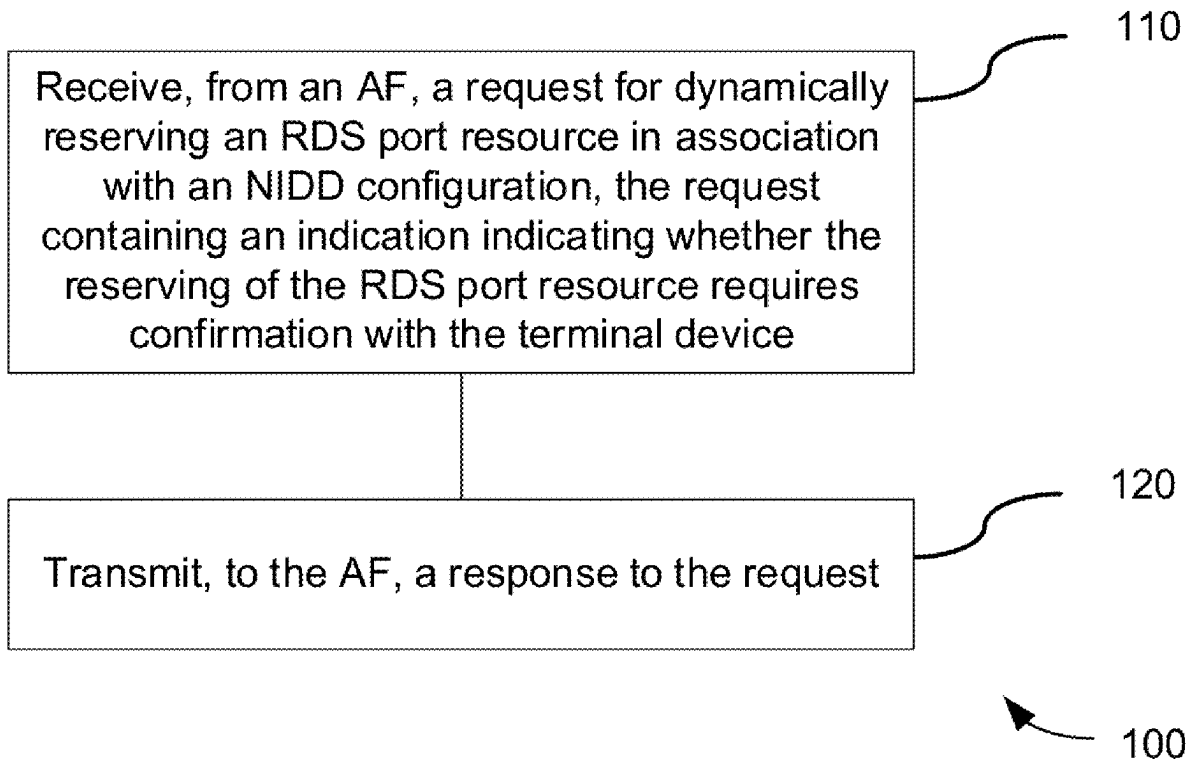 110
Receive, from an AF, a request for dynamically
reserving an RDS port resource in association
with an NIDD configuration, the request
containing an indication indicating whether the
reserving of the RDS port resource requires
confirmation with the terminal device
120
Transmit, to the AF, a response to the request
100